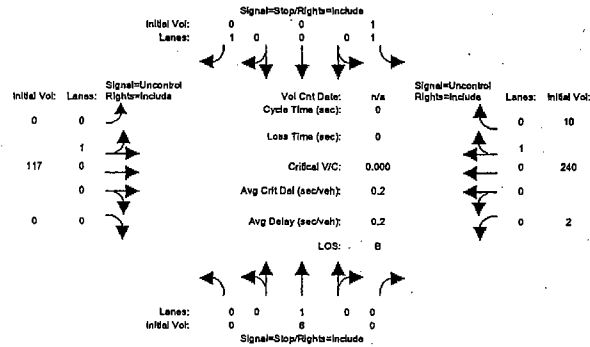 Signal=Stop/Rights=Include
Initial Vol: 0 0 1
Lanes: 1 0 0 0 1
Signal=Uncontrol
Rights=Include
Initial Vol: Lanes:
0 0
1
117 0
0
0 0
Vol Cnt Date: n/a
Cycle Time (sec): 0
Loss Time (sec): 0
Critical V/C: 0.000
Avg Crit Del (sec/veh): 0.2
Avg Delay (sec/veh): 0.2
LOS: B
Signal=Uncontrol
Rights=Include
Lanes: Initial Vol:
0 10
1
0 240
0
0 2
Lanes: 0 0 1 0 0
Initial Vol: 0 6 0
Signal=Stop/Rights=Include